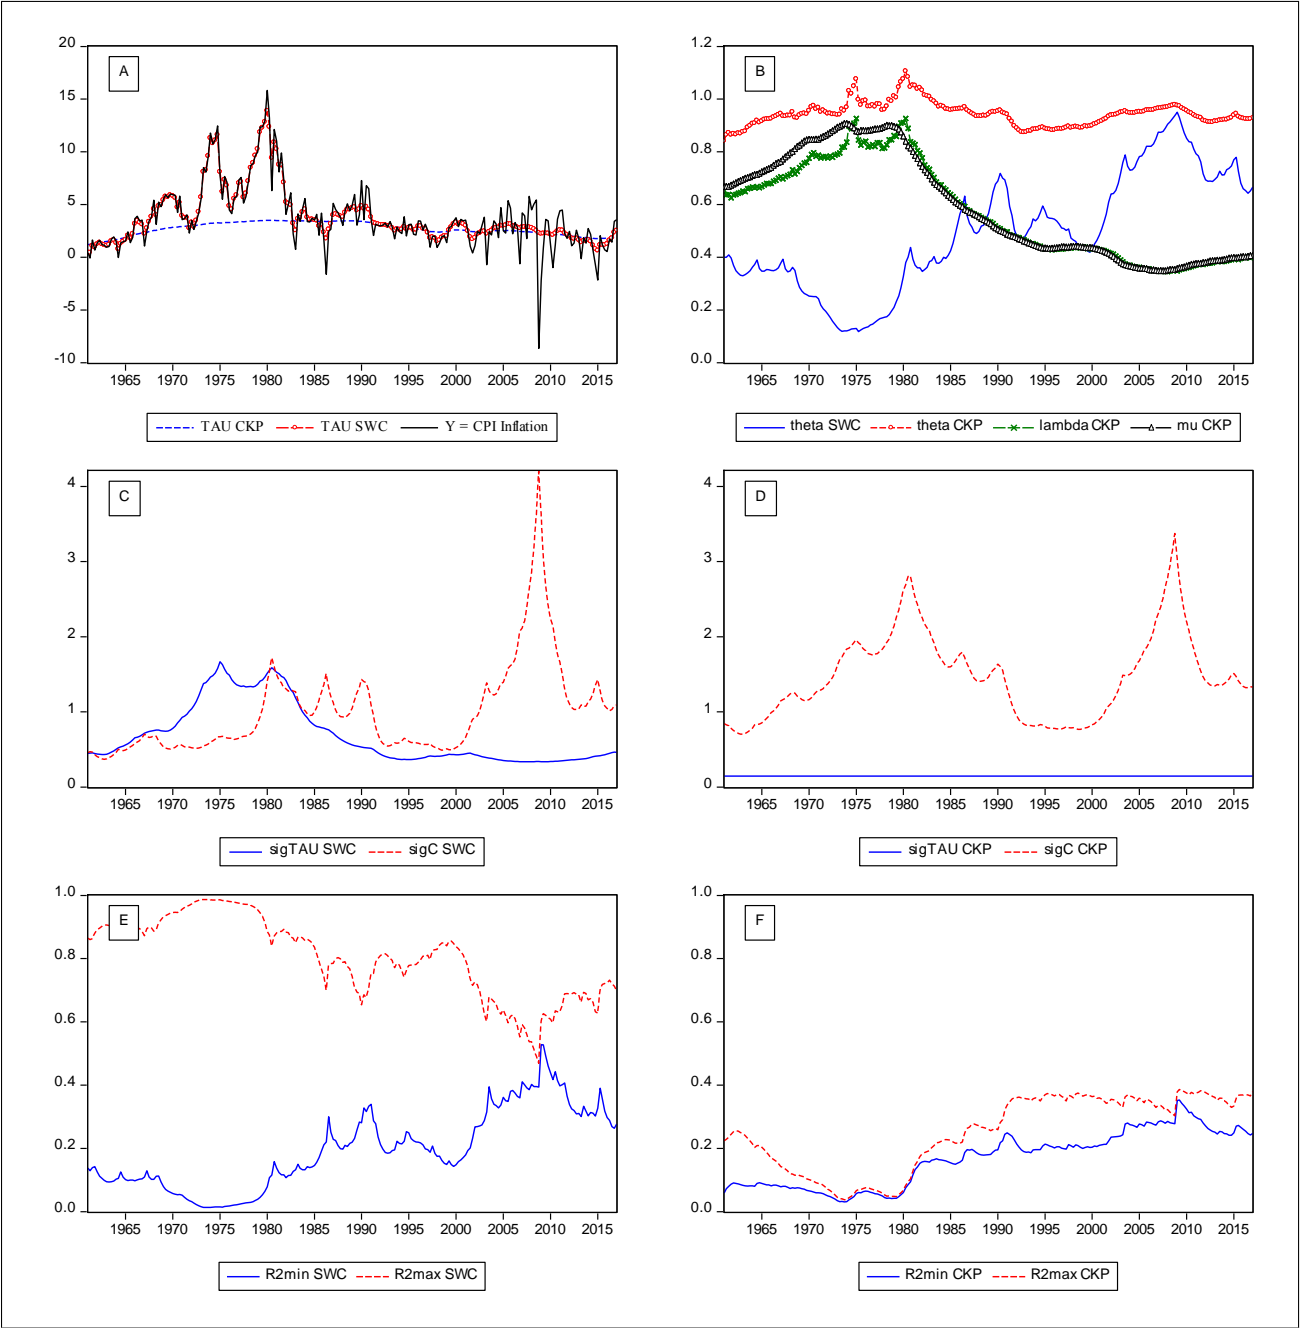 A
20
15
10
5
0
-5
-10
1965 1970 1975 1980 1985 1990 1995 2000 2005 2010 2015
TAU CKP TAU SWC Y = CPI Inflation
B
1.2
1.0
0.8
0.6
0.4
0.2
0.0
1965 1970 1975 1980 1985 1990 1995 2000 2005 2010 2015
theta SWC theta CKP lambda CKP mu CKP
C
4
3
2
1
0
1965 1970 1975 1980 1985 1990 1995 2000 2005 2010 2015
sigTAU SWC sigC SWC
D
4
3
2
1
0
1965 1970 1975 1980 1985 1990 1995 2000 2005 2010 2015
sigTAU CKP sigC CKP
E
1.0
0.8
0.6
0.4
0.2
0.0
1965 1970 1975 1980 1985 1990 1995 2000 2005 2010 2015
R2min SWC R2max SWC
F
1.0
0.8
0.6
0.4
0.2
0.0
1965 1970 1975 1980 1985 1990 1995 2000 2005 2010 2015
R2min CKP R2max CKP